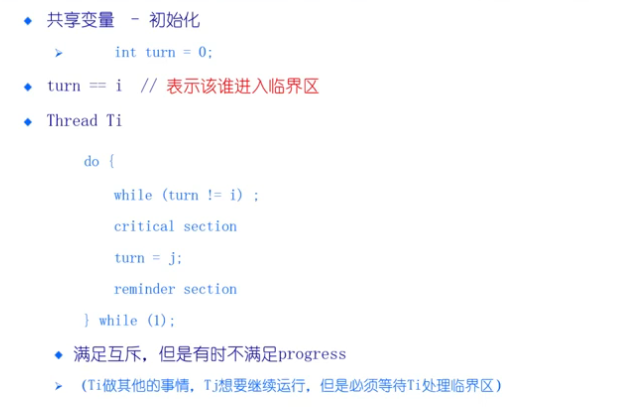 共享变量 - 初始化
int turn = 0;
turn == i // 表示该谁进入临界区
Thread Ti
do {
while (turn != i) ;
critical section
turn = j;
reminder section
} while (1);
满足互斥，但是有时不满足progress
（Ti做其他的事情，Tj想要继续运行，但是必须等待Ti处理临界区）